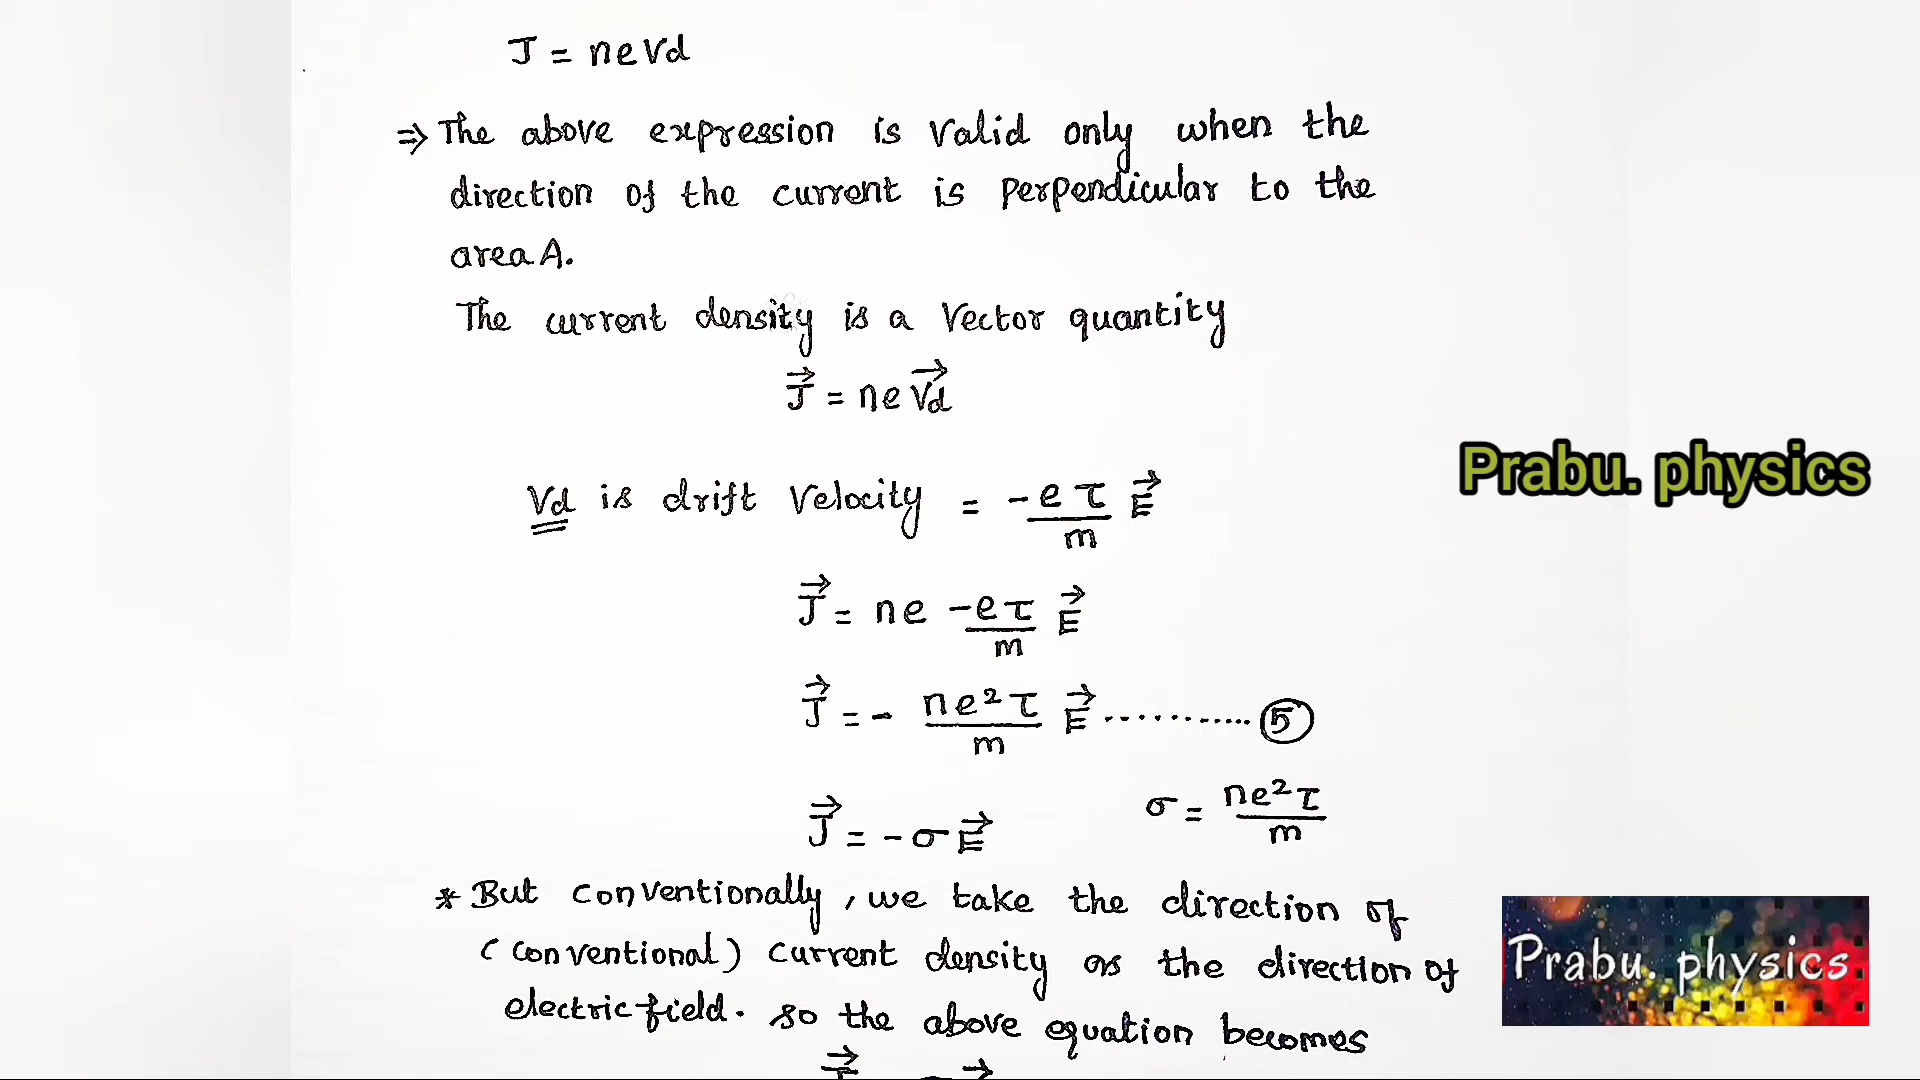 J = neVd
⇒ The above expression is valid only when the
direction of the current is perpendicular to the
area A.
The current density is a vector quantity
J⃗ = ne V⃗d
Vd is drift velocity = -eτ/m E⃗
J⃗ = ne -eτ/m E⃗
J⃗ = - ne²τ/m E⃗ ........... ⑤
J⃗ = -σE⃗ σ = ne²τ/m
* But conventionally, we take the direction of
(conventional) current density as the direction of
electric field. so the above equation becomes
Prabu. physics
Prabu. physics